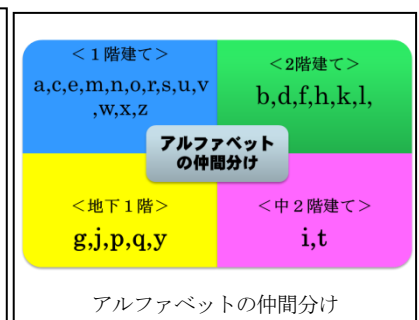 ＜１階建て＞
a,c,e,m,n,o,r,s,u,v
,w,x,z
＜2階建て＞
b,d,f,h,k,l,
アルファベット
の仲間分け
＜地下１階＞
g,j,p,q,y
＜中２階建て＞
i,t
アルファベットの仲間分け